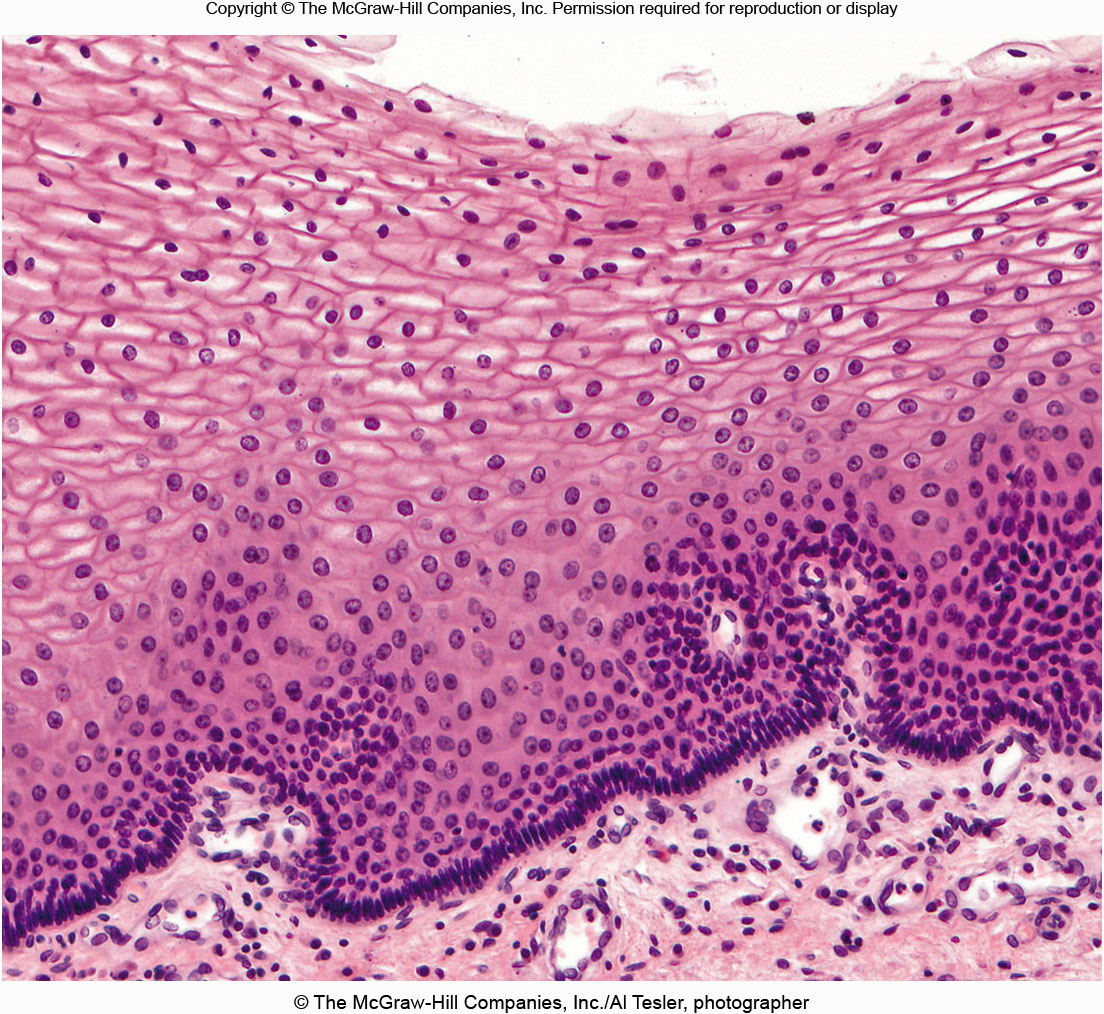 Copyright © The McGraw-Hill Companies, Inc. Permission required for reproduction or display
© The McGraw-Hill Companies, Inc./Al Tesler, photographer